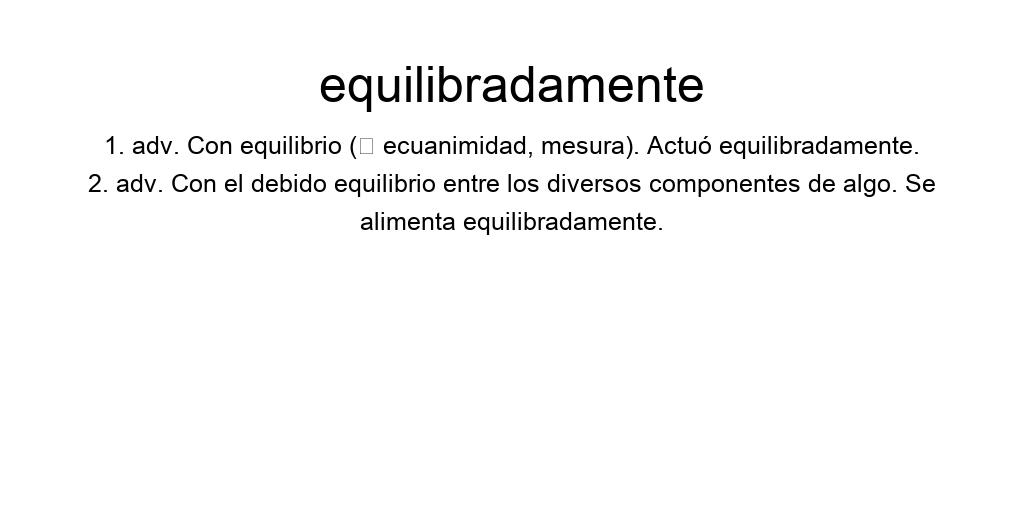 equilibradamente
1. adv. Con equilibrio (□ ecuanimidad, mesura). Actuó equilibradamente.
2. adv. Con el debido equilibrio entre los diversos componentes de algo. Se
alimenta equilibradamente.